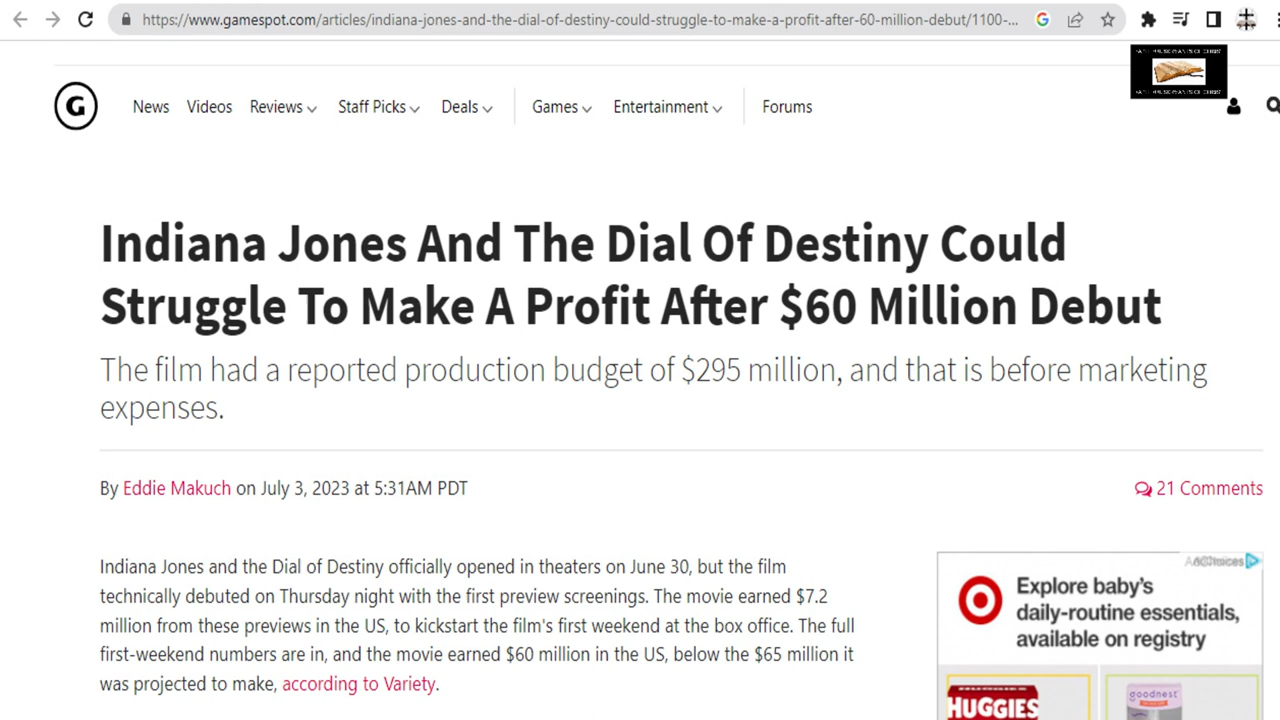 https://www.gamespot.com/articles/indiana-jones-and-the-dial-of-destiny-could-struggle-to-make-a-profit-after-60-million-debut/1100-...
G
News Videos Reviews Staff Picks Deals Games Entertainment Forums
Indiana Jones And The Dial Of Destiny Could
Struggle To Make A Profit After $60 Million Debut
The film had a reported production budget of $295 million, and that is before marketing
expenses.
By Eddie Makuch on July 3, 2023 at 5:31AM PDT
21 Comments
Indiana Jones and the Dial of Destiny officially opened in theaters on June 30, but the film
technically debuted on Thursday night with the first preview screenings. The movie earned $7.2
million from these previews in the US, to kickstart the film's first weekend at the box office. The full
first-weekend numbers are in, and the movie earned $60 million in the US, below the $65 million it
was projected to make, according to Variety.
Explore baby's
daily-routine essentials,
available on registry
HUGGIES
goodnest